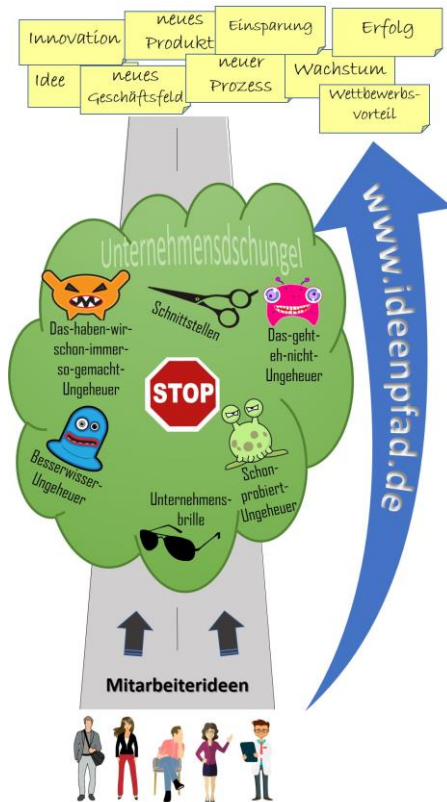 Innovation
neues
Produkt
Einsparung
Erfolg
Idee
neues
Geschäftsfeld
neuer
Prozess
Wachstum
Wettbewerbs-
vorteil
Unternehmensdschungel
Das-haben-wir-
schon-immer-
so-gemacht-
Ungeheuer
Schnittstellen
Das-geht-
eh-nicht-
Ungeheuer
STOP
Besserwisser-
Ungeheuer
Unternehmens-
brille
Schon-
probiert-
Ungeheuer
www.ideenpfad.de
Mitarbeiterideen